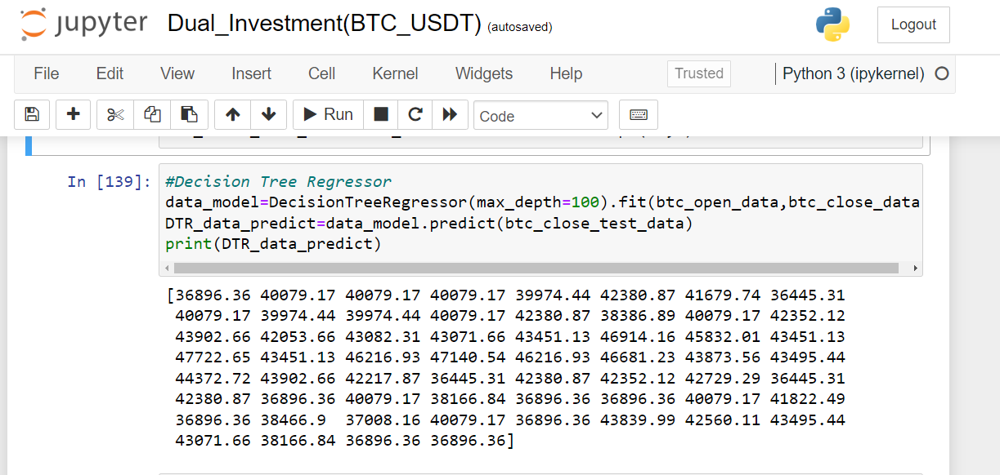 jupyter Dual_Investment(BTC_USDT) (autosaved) Logout
File Edit View Insert Cell Kernel Widgets Help Trusted Python 3 (ipykernel)
Run Code
In [139]:
#Decision Tree Regressor
data_model=DecisionTreeRegressor(max_depth=100).fit(btc_open_data,btc_close_data
DTR_data_predict=data_model.predict(btc_close_test_data)
print(DTR_data_predict)
[36896.36 40079.17 40079.17 40079.17 39974.44 42380.87 41679.74 36445.31
40079.17 39974.44 39974.44 40079.17 42380.87 38386.89 40079.17 42352.12
43902.66 42053.66 43082.31 43071.66 43451.13 46914.16 45832.01 43451.13
47722.65 43451.13 46216.93 47140.54 46216.93 46681.23 43873.56 43495.44
44372.72 43902.66 42217.87 36445.31 42380.87 42352.12 42729.29 36445.31
42380.87 36896.36 40079.17 38166.84 36896.36 36896.36 40079.17 41822.49
36896.36 38466.9 37008.16 40079.17 36896.36 43839.99 42560.11 43495.44
43071.66 38166.84 36896.36 36896.36]